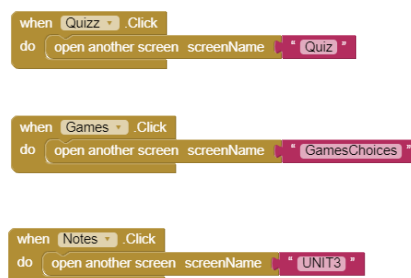 when Quizz .Click
do open another screen screenName " Quiz "
when Games .Click
do open another screen screenName " GamesChoices "
when Notes .Click
do open another screen screenName " UNIT3 "